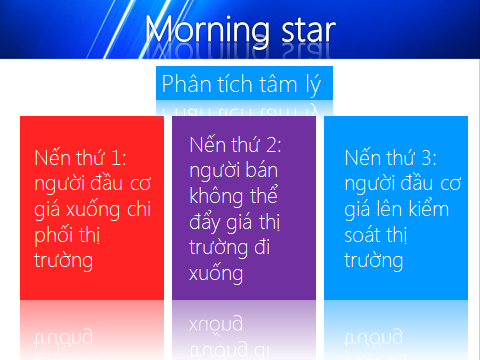 Morning star
Phân tích tâm lý
Nến thứ 1:
người đầu cơ
giá xuống chi
phối thị
trường
Nến thứ 2:
người bán
không thể
đẩy giá thị
trường đi
xuống
Nến thứ 3:
người đầu cơ
giá lên kiểm
soát thị
trường